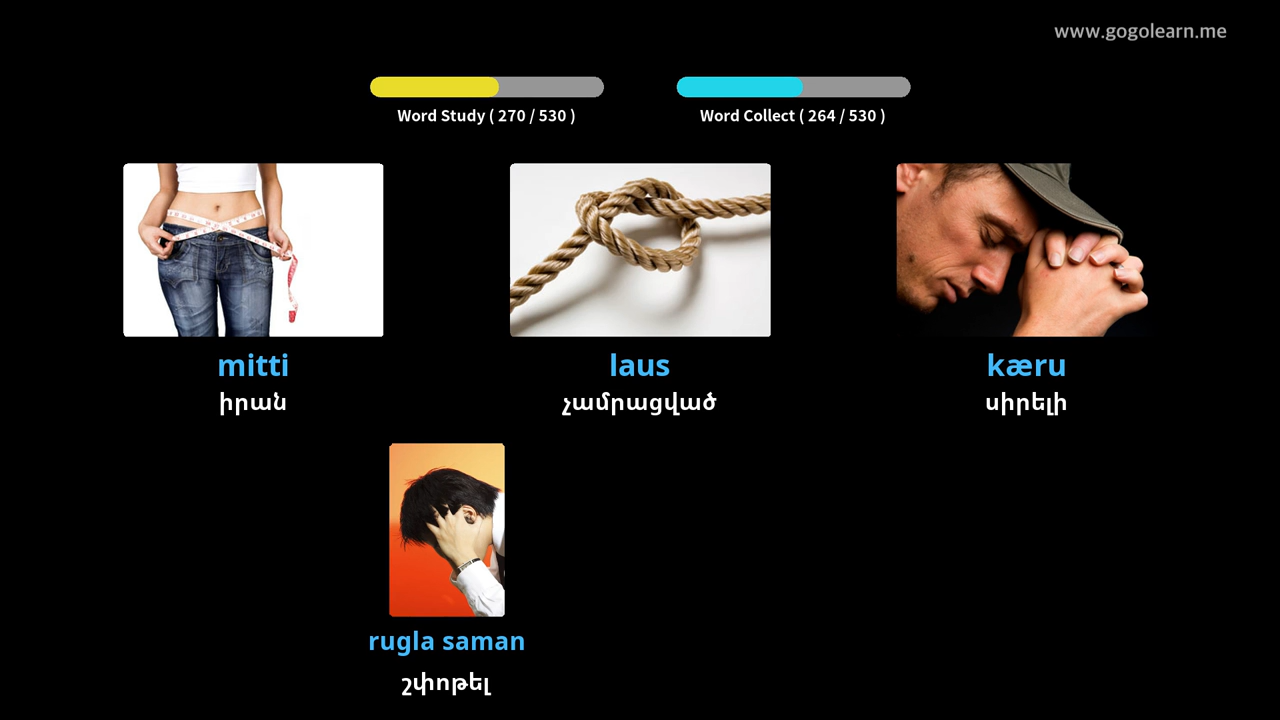 www.gogolearn.me
Word Study ( 270 / 530 )
Word Collect ( 264 / 530 )
mitti
իրան
laus
չամրացված
kæru
սիրելի
rugla saman
շփոթել